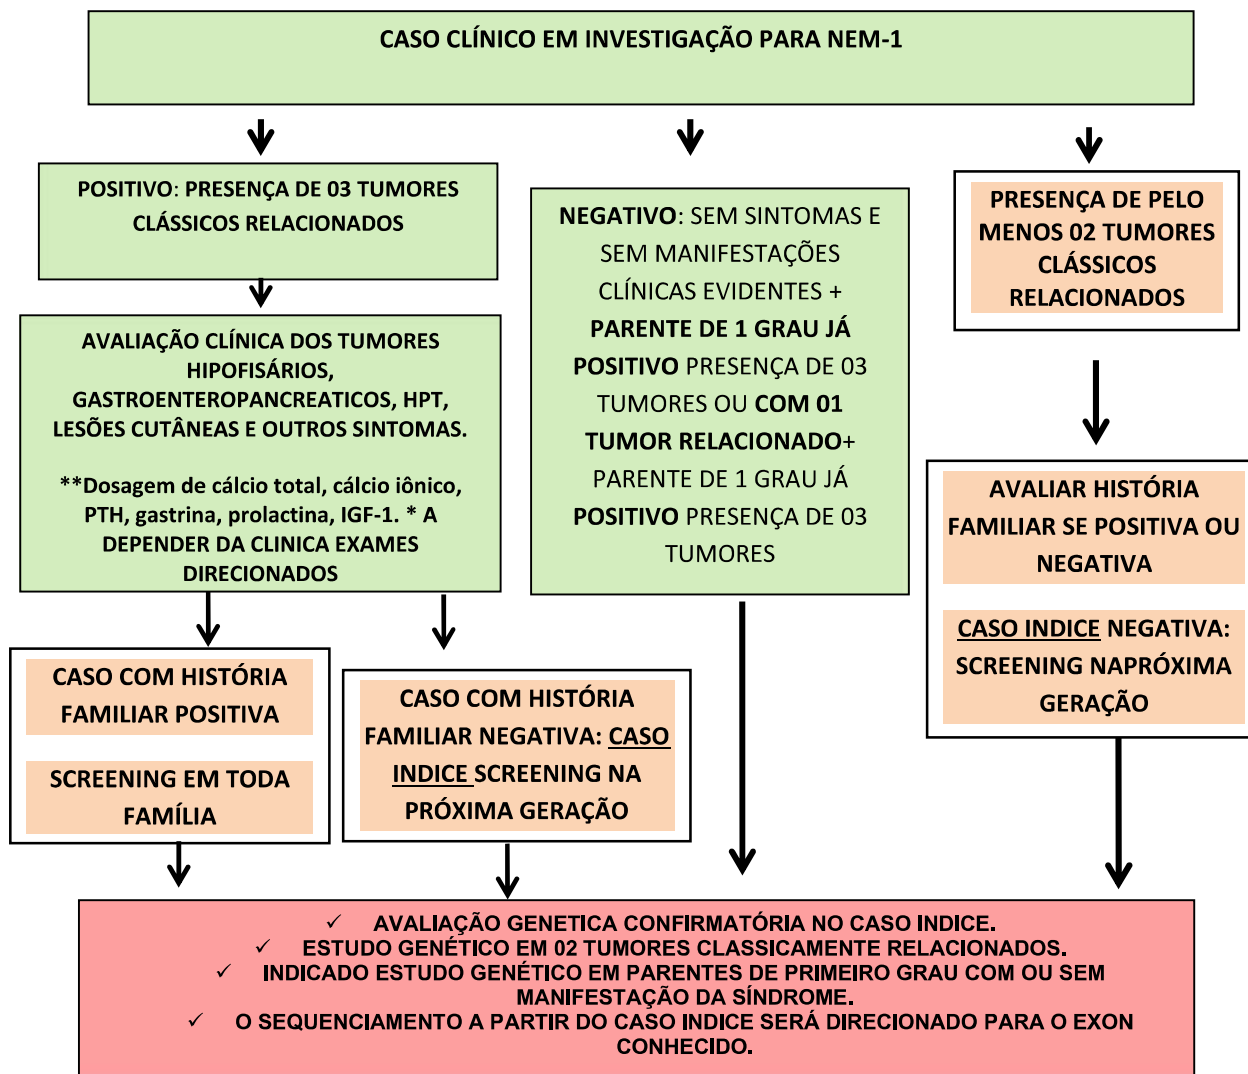 CASO CLÍNICO EM INVESTIGAÇÃO PARA NEM-1
POSITIVO: PRESENÇA DE 03 TUMORES
CLÁSSICOS RELACIONADOS
AVALIAÇÃO CLÍNICA DOS TUMORES
HIPOFISÁRIOS,
GASTROENTEROPANCREATICOS, HPT,
LESÕES CUTÂNEAS E OUTROS SINTOMAS.
**Dosagem de cálcio total, cálcio iônico,
PTH, gastrina, prolactina, IGF-1. * A
DEPENDER DA CLINICA EXAMES
DIRECIONADOS
CASO COM HISTÓRIA
FAMILIAR POSITIVA
SCREENING EM TODA
FAMÍLIA
CASO COM HISTÓRIA
FAMILIAR NEGATIVA: CASO
INDICE SCREENING NA
PRÓXIMA GERAÇÃO
NEGATIVO: SEM SINTOMAS E
SEM MANIFESTAÇÕES
CLÍNICAS EVIDENTES +
PARENTE DE 1 GRAU JÁ
POSITIVO PRESENÇA DE 03
TUMORES OU COM 01
TUMOR RELACIONADO+
PARENTE DE 1 GRAU JÁ
POSITIVO PRESENÇA DE 03
TUMORES
PRESENÇA DE PELO
MENOS 02 TUMORES
CLÁSSICOS
RELACIONADOS
AVALIAR HISTÓRIA
FAMILIAR SE POSITIVA OU
NEGATIVA
CASO INDICE NEGATIVA:
SCREENING NAPRÓXIMA
GERAÇÃO
✓ AVALIAÇÃO GENETICA CONFIRMATÓRIA NO CASO INDICE.
✓ ESTUDO GENÉTICO EM 02 TUMORES CLASSICAMENTE RELACIONADOS.
✓ INDICADO ESTUDO GENÉTICO EM PARENTES DE PRIMEIRO GRAU COM OU SEM
MANIFESTAÇÃO DA SÍNDROME.
✓ O SEQUENCIAMENTO A PARTIR DO CASO INDICE SERÁ DIRECIONADO PARA O EXON
CONHECIDO.